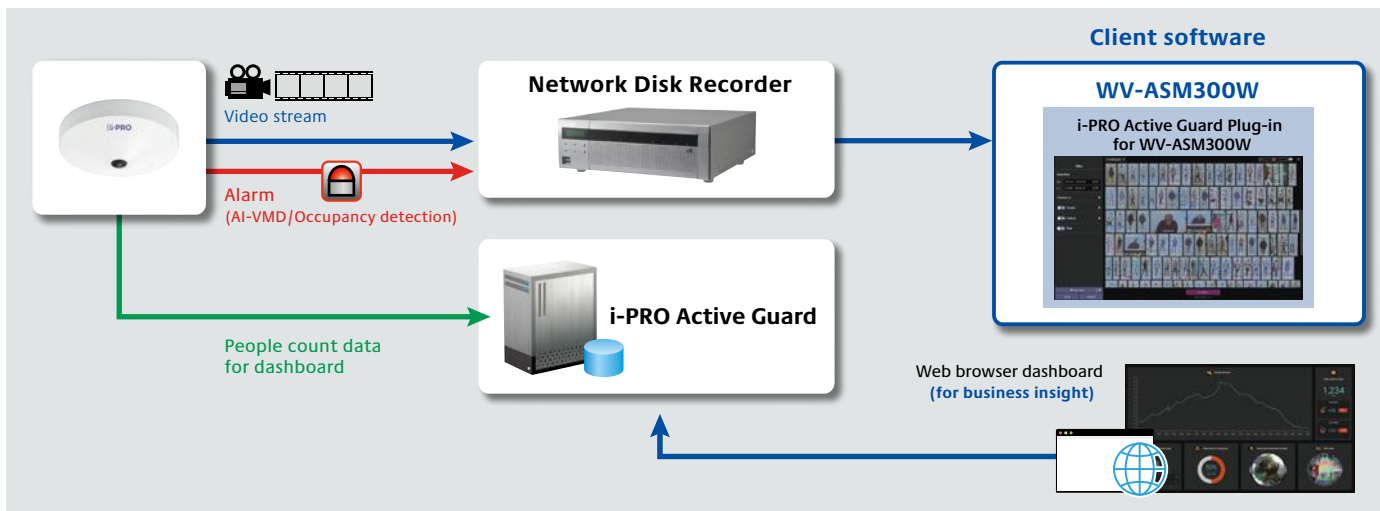 i-PRO
Video stream
Alarm
(AI-VMD/Occupancy detection)
People count data
for dashboard
Network Disk Recorder
i-PRO Active Guard
Client software
WV-ASM300W
i-PRO Active Guard Plug-in
for WV-ASM300W
Web browser dashboard
(for business insight)
1,234